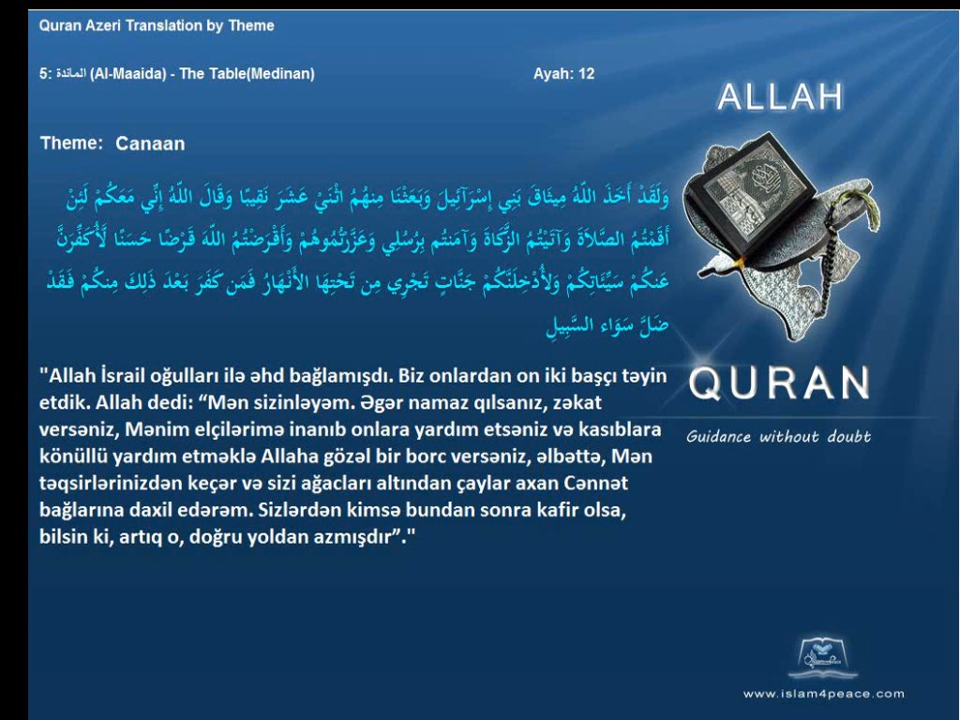 Quran Azeri Translation by Theme
5: المائدة (Al-Maaida) - The Table(Medinan) Ayah: 12
Theme: Canaan
وَلَقَدْ أَخَذَ اللّهُ مِيثَاقَ بَنِي إِسْرَآئِيلَ وَبَعَثْنَا مِنهُمُ اثْنَيْ عَشَرَ نَقِيبًا وَقَالَ اللّهُ إِنِّي مَعَكُمْ لَئِنْ
أَقَمْتُمُ الصَّلاَةَ وَآتَيْتُمُ الزَّكَاةَ وَآمَنتُم بِرُسُلِي وَعَزَّرْتُمُوهُمْ وَأَقْرَضْتُمُ اللّهَ قَرْضًا حَسَنًا لَّأُكَفِّرَنَّ
عَنكُمْ سَيِّئَاتِكُمْ وَلأُدْخِلَنَّكُمْ جَنَّاتٍ تَجْرِي مِن تَحْتِهَا الأَنْهَارُ فَمَن كَفَرَ بَعْدَ ذَلِكَ مِنكُمْ فَقَدْ
ضَلَّ سَوَاء السَّبِيلِ
"Allah İsrail oğulları ilə əhd bağlamışdı. Biz onlardan on iki başçı təyin
etdik. Allah dedi: “Mən sizinləyəm. Əgər namaz qılsanız, zəkat
versəniz, Mənim elçilərimə inanıb onlara yardım etsəniz və kasıblara
könüllü yardım etməklə Allaha gözəl bir borc versəniz, əlbəttə, Mən
təqsirlərinizdən keçər və sizi ağacları altından çaylar axan Cənnət
bağlarına daxil edərəm. Sizlərdən kimsə bundan sonra kafir olsa,
bilsin ki, artıq o, doğru yoldan azmışdır”."
ALLAH
QURAN
Guidance without doubt
www.islam4peace.com